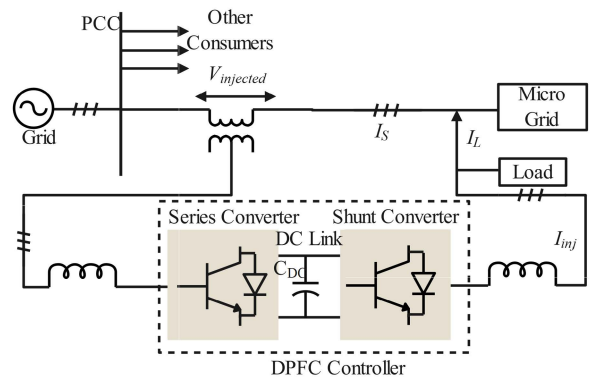 PCC
Other
Consumers
V_injected
Grid
I_S
I_L
Micro
Grid
Load
Series Converter
Shunt Converter
DC Link
C_DC
I_inj
DPFC Controller